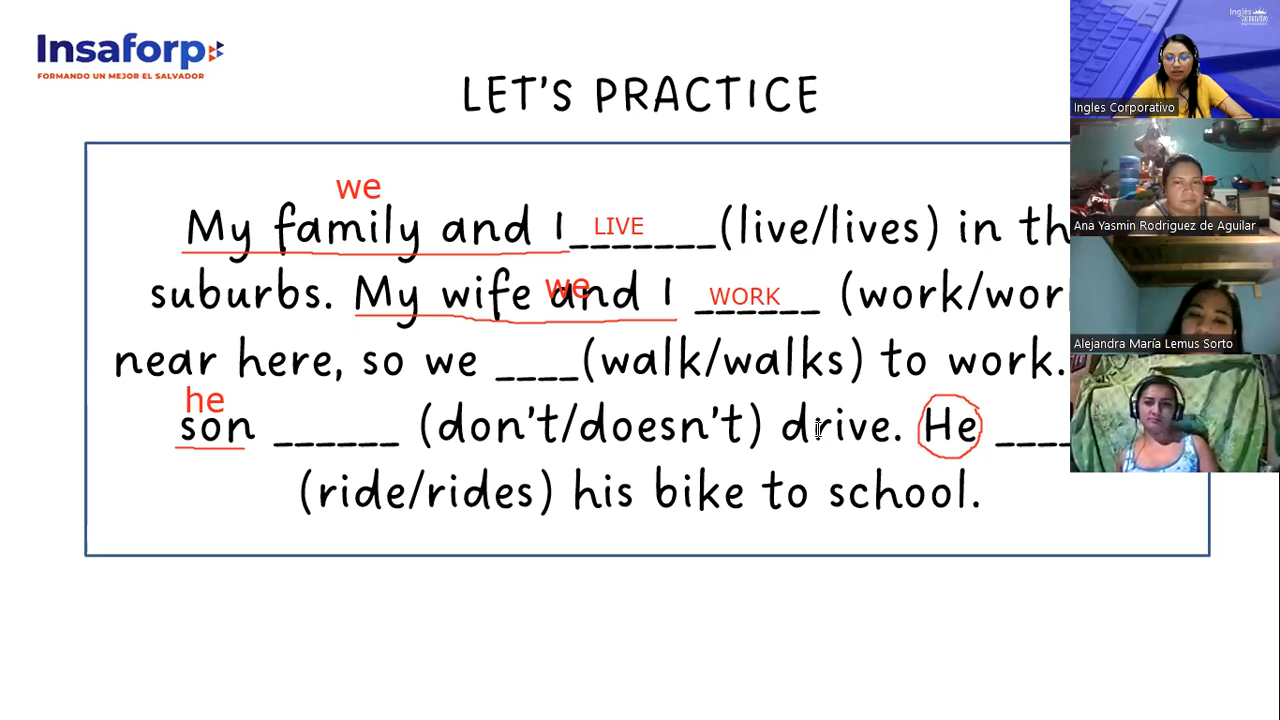 Insaforp
FORMANDO UN MEJOR EL SALVADOR
LET'S PRACTICE
we
My family and I LIVE _______(live/lives) in th
suburbs. My wife and I WORK ______ (work/wor
we
near here, so we ____(walk/walks) to work.
he
son ______ (don't/doesn't) drive. He ____
(ride/rides) his bike to school.
Inglés
Ingles Corporativo
Ana Yasmin Rodriguez de Aguilar
Alejandra María Lemus Sorto